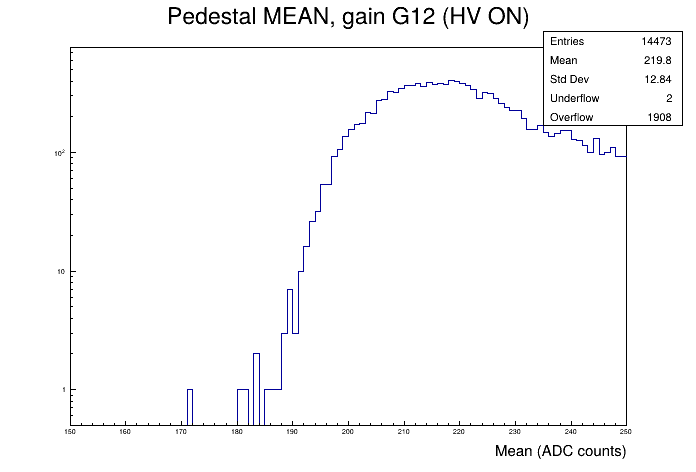 Pedestal MEAN, gain G12 (HV ON)
Entries 14473
Mean 219.8
Std Dev 12.84
Underflow 2
Overflow 1908
10²
10
1
150 160 170 180 190 200 210 220 230 240 250
Mean (ADC counts)